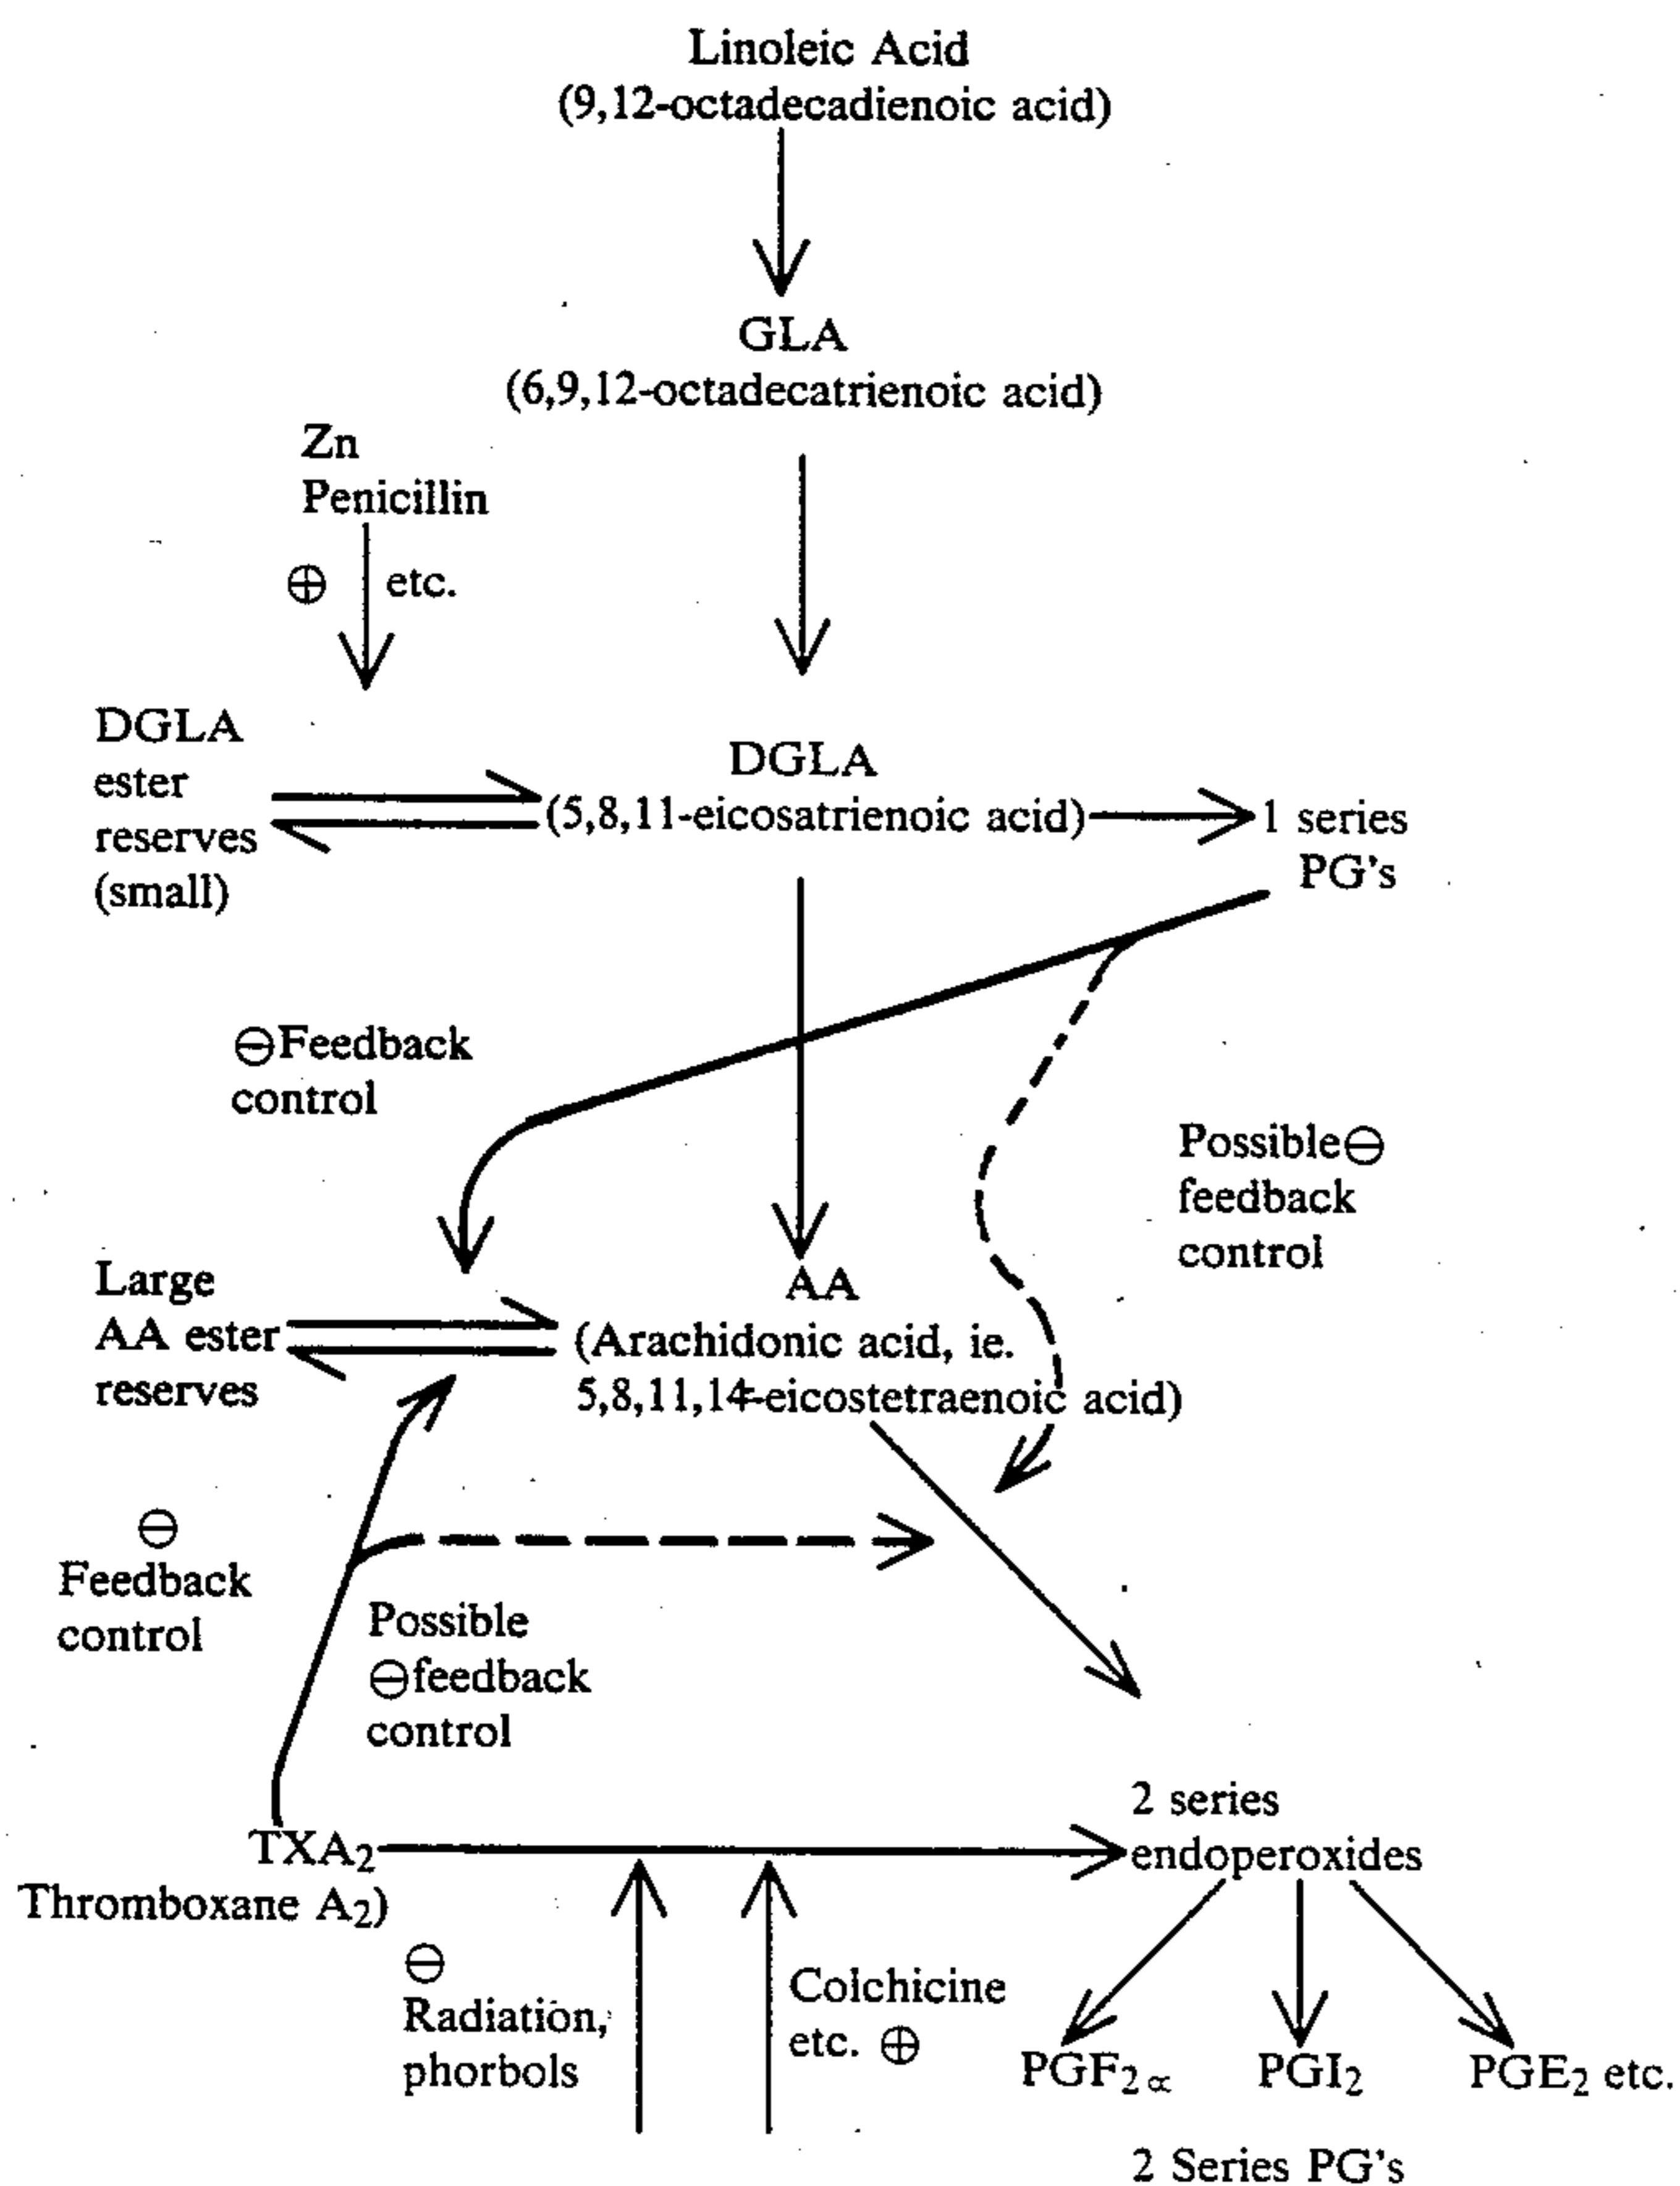 Linoleic Acid
(9,12-octadecadienoic acid)
GLA
(6,9,12-octadecatrienoic acid)
Zn
Penicillin
⊕ etc.
DGLA
ester
reserves
(small)
DGLA
(5,8,11-eicosatrienoic acid)
1 series
PG's
⊖Feedback
control
Possible⊖
feedback
control
Large
AA ester
reserves
AA
(Arachidonic acid, ie.
5,8,11,14-eicostetraenoic acid)
⊖
Feedback
control
Possible
⊖feedback
control
TXA₂
Thromboxane A₂)
2 series
endoperoxides
⊖
Radiation,
phorbols
Colchicine
etc. ⊕
PGF₂∝
PGI₂
PGE₂ etc.
2 Series PG's